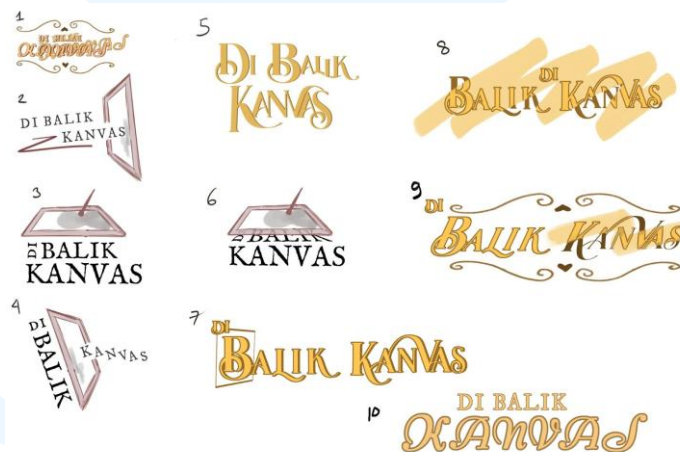 1
DI BALIK
KANVAS
2
DI BALIK
KANVAS
3
DI BALIK
KANVAS
4
DI BALIK
KANVAS
5
DI BALIK
KANVAS
6
BALIK
KANVAS
7
DI BALIK KANVAS
8
DI BALIK KANVAS
9
DI BALIK KANVAS
10
DI BALIK
KANVAS